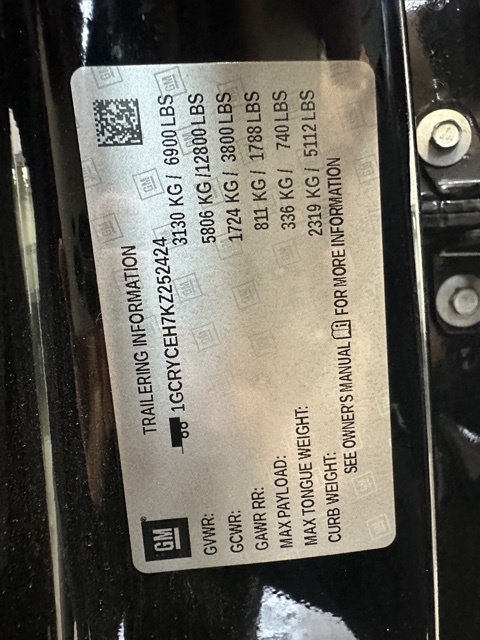 TRAILERING INFORMATION
GM
1GCRYCEH7KZ252424
GVWR: 3130 KG / 6900 LBS
GCWR: 5806 KG / 12800 LBS
GAWR RR: 1724 KG / 3800 LBS
MAX PAYLOAD: 811 KG / 1788 LBS
MAX TONGUE WEIGHT: 336 KG / 740 LBS
CURB WEIGHT: 2319 KG / 5112 LBS
SEE OWNER'S MANUAL FOR MORE INFORMATION